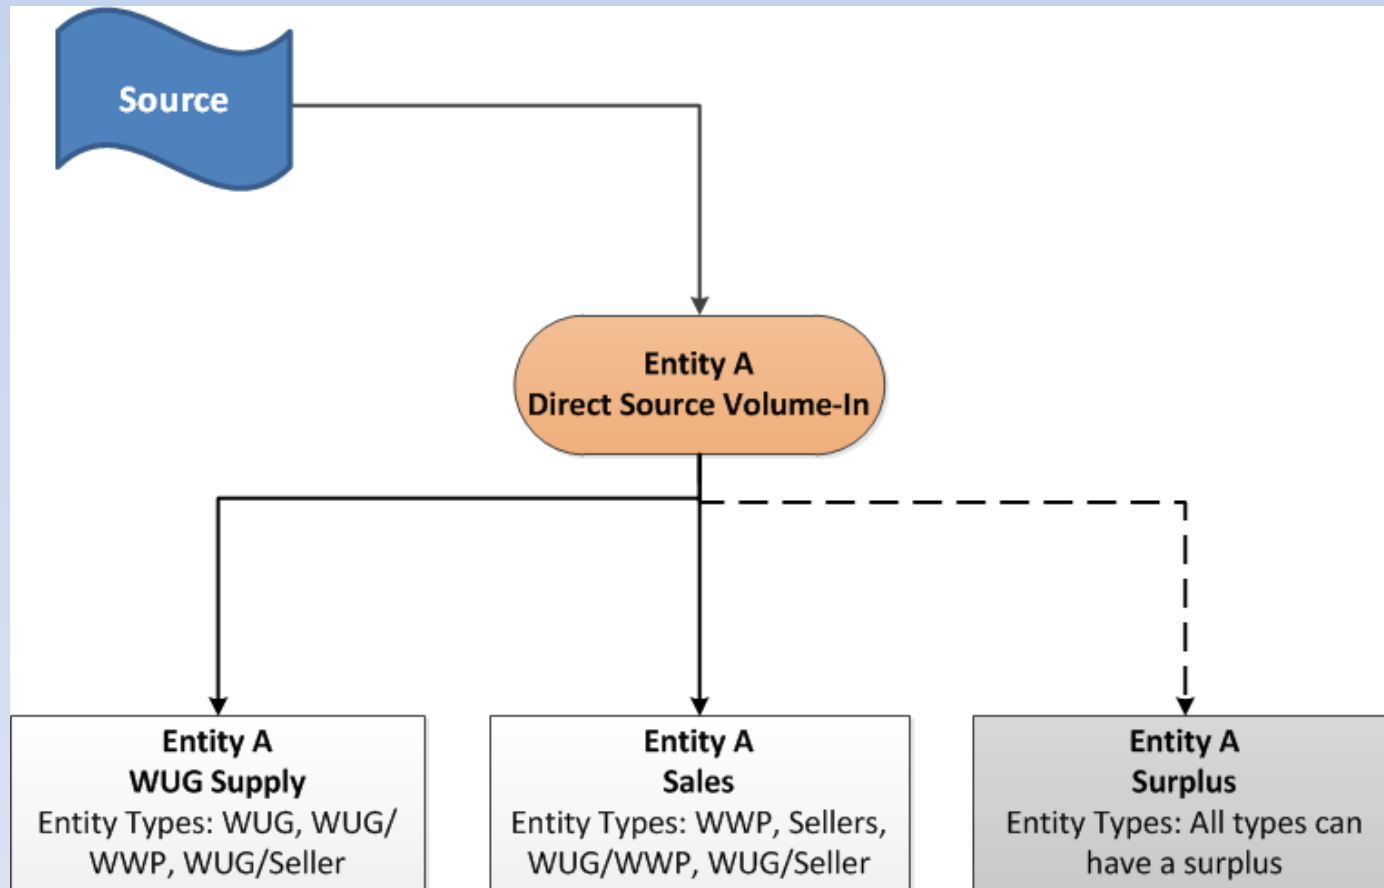 Source
Entity A
Direct Source Volume-In
Entity A
WUG Supply
Entity Types: WUG, WUG/
WWP, WUG/Seller
Entity A
Sales
Entity Types: WWP, Sellers,
WUG/WWP, WUG/Seller
Entity A
Surplus
Entity Types: All types can
have a surplus